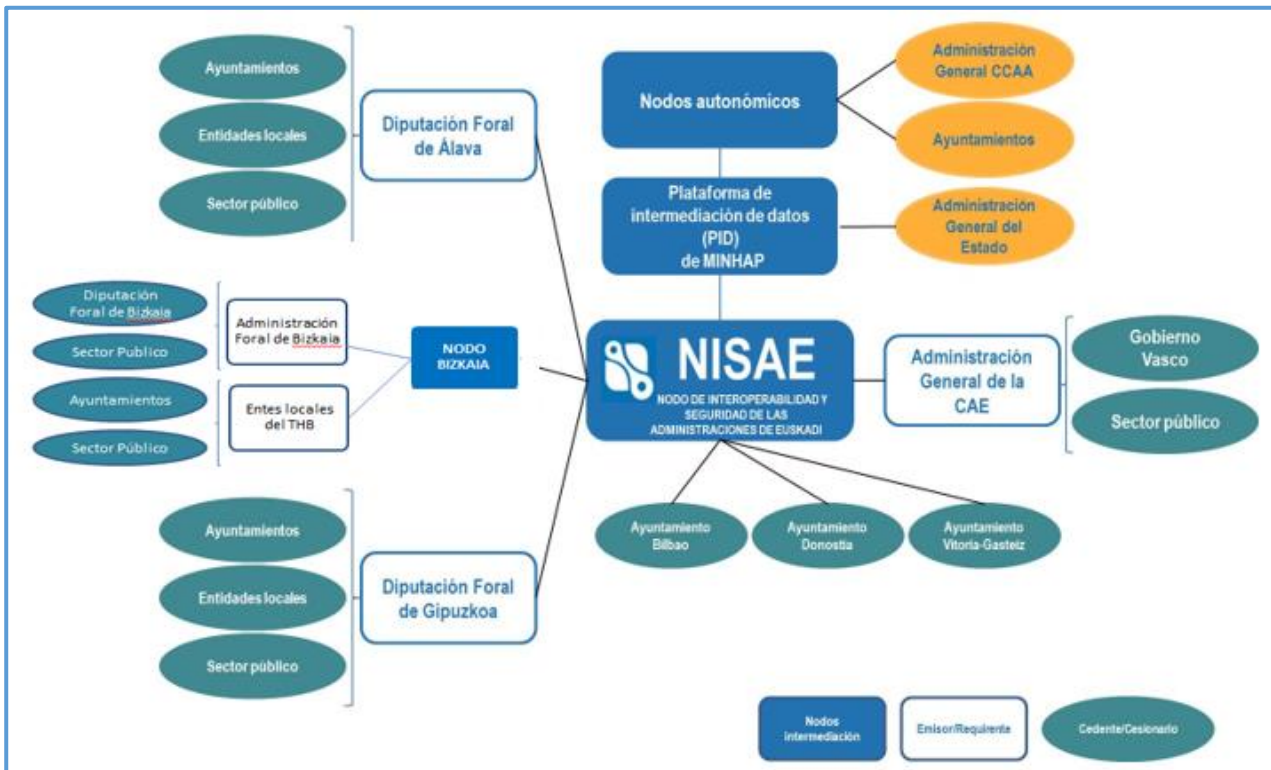 Ayuntamientos
Entidades locales
Sector público
Diputación Foral
de Álava
Nodos autonómicos
Administración
General CCAA
Ayuntamientos
Plataforma de
intermediación de datos
(PID)
de MINHAP
Administración
General del
Estado
Diputación
Foral de Bizkaia
Sector Publico
Ayuntamientos
Sector Público
Administración
Foral de Bizkaia
Entes locales
del THB
NODO
BIZKAIA
NISAE
NODO DE INTEROPERABILIDAD Y
SEGURIDAD DE LAS
ADMINISTRACIONES DE EUSKADI
Administración
General de la
CAE
Gobierno
Vasco
Sector público
Ayuntamiento
Bilbao
Ayuntamiento
Donostia
Ayuntamiento
Vitoria-Gasteiz
Ayuntamientos
Entidades locales
Sector público
Diputación Foral
de Gipuzkoa
Nodos
intermediación
Emisor/Requirente
Cedente/Cesionario